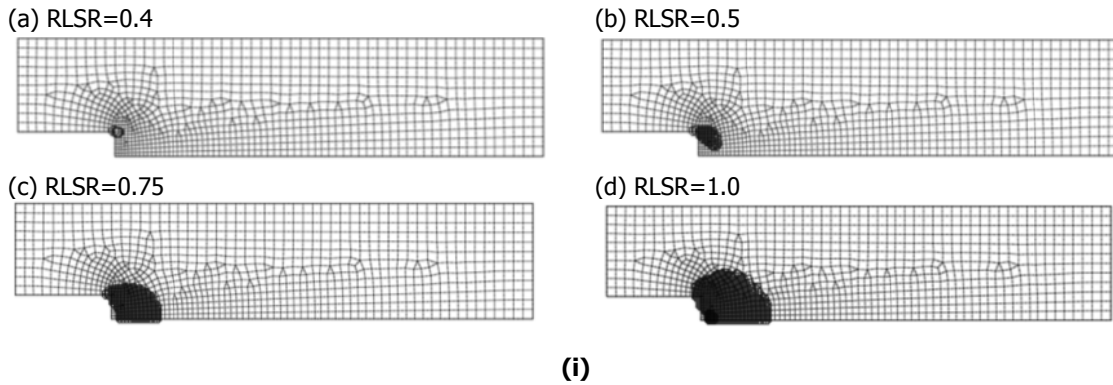 (a) RLSR=0.4
(b) RLSR=0.5
(c) RLSR=0.75
(d) RLSR=1.0
(i)